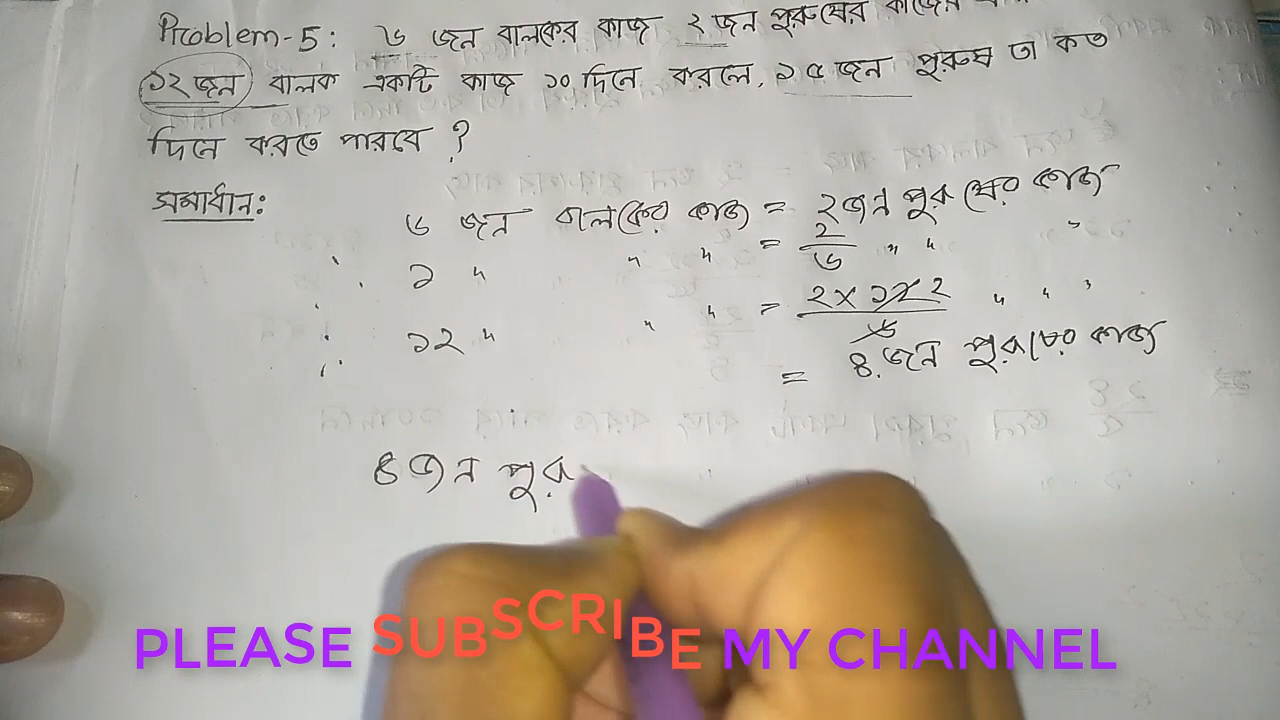 Problem-5: ৬ জন বালকের কাজ ২ জন পুরুষের কাজের
১২ জন বালক একটি কাজ ১০ দিনে করলে, ১৫ জন পুরুষ তা কত
দিনে করতে পারবে ?
সমাধান:
৬ জন বালকের কাজ = ২ জন পুরুষের কাজ
∴ ১ " " " = ২/৬ " " "
∴ ১২ " " " = ২ × ১২ ২ / ৬ " " "
= ৪ জন পুরুষের কাজ
৪ জন পুরু
PLEASE SUBSCRIBE MY CHANNEL